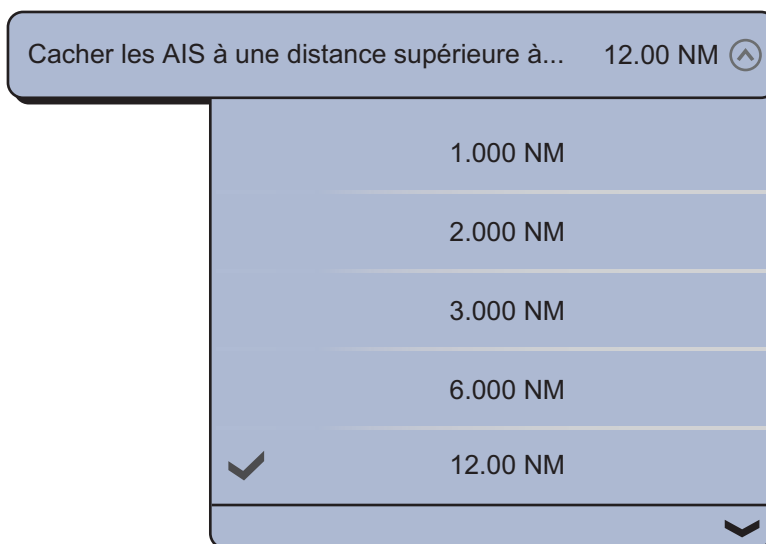 Cacher les AIS à une distance supérieure à... 12.00 NM
1.000 NM
2.000 NM
3.000 NM
6.000 NM
12.00 NM